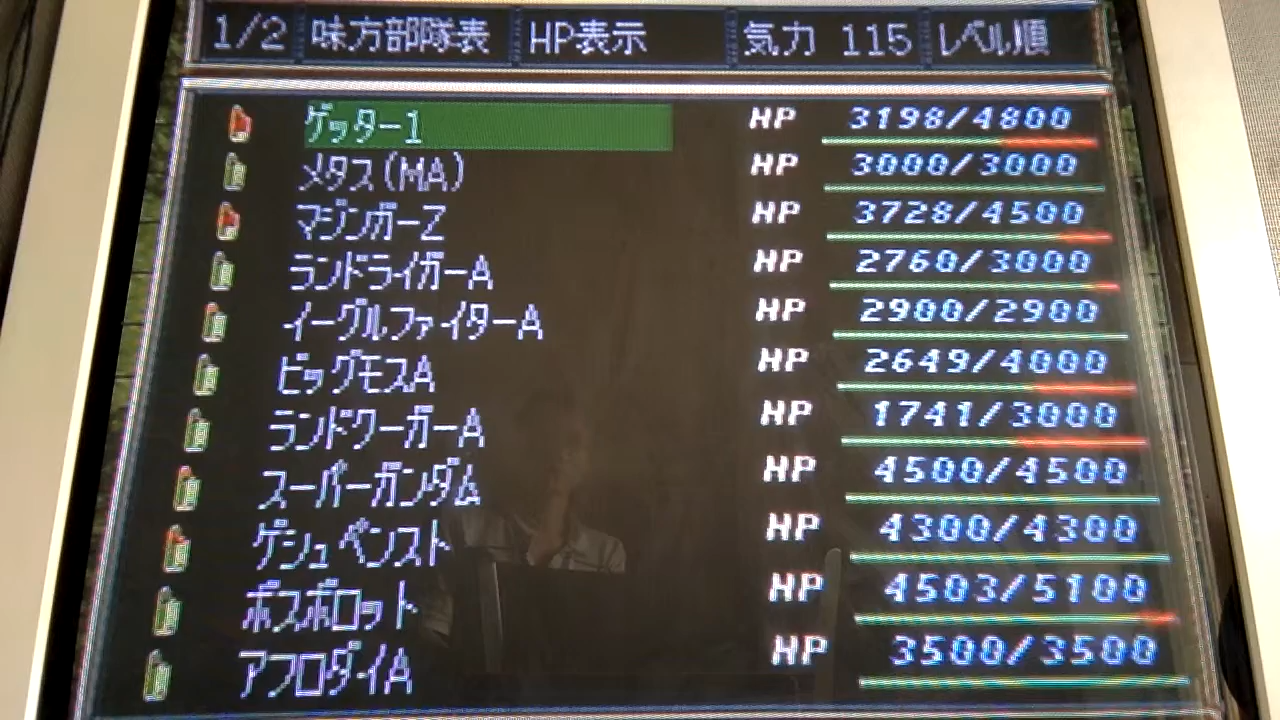 1/2 味方部隊表 HP表示 気力 115 レベル順
ゲッター1 HP 3198/4800
メタス(MA) HP 3000/3000
マジンガーZ HP 3728/4500
ランドライガーA HP 2760/3000
イーグルファイターA HP 2900/2900
ビッグモスA HP 2649/4000
ランドクーガーA HP 1741/3000
スーパーガンダム HP 4500/4500
ゲシュペンスト HP 4300/4300
ボスボロット HP 4503/5100
アフロダイA HP 3500/3500